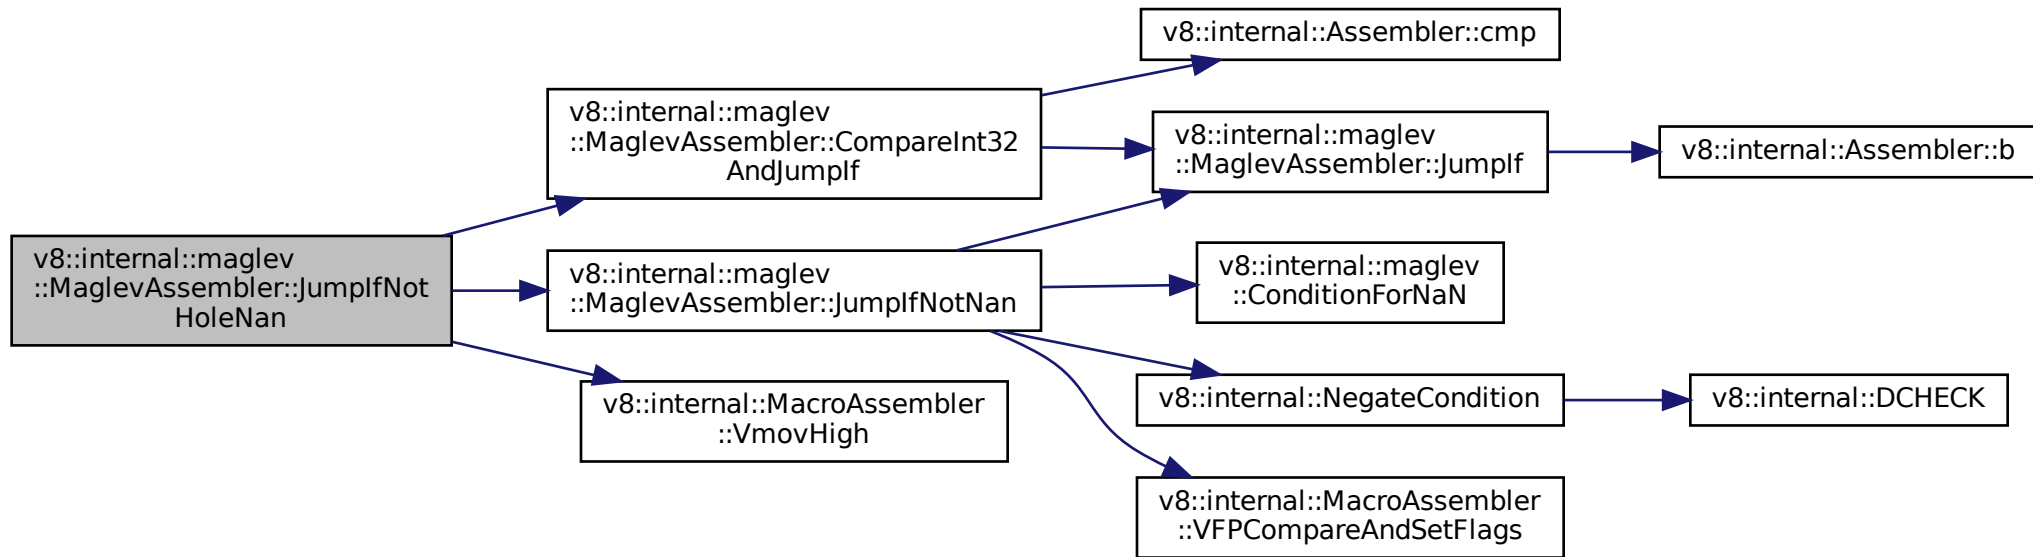 v8::internal::Assembler::cmp
v8::internal::maglev
::MaglevAssembler::CompareInt32
AndJumpIf
v8::internal::maglev
::MaglevAssembler::JumpIf
v8::internal::Assembler::b
v8::internal::maglev
::MaglevAssembler::JumpIfNot
HoleNan
v8::internal::maglev
::MaglevAssembler::JumpIfNotNan
v8::internal::maglev
::ConditionForNaN
v8::internal::MacroAssembler
::VmovHigh
v8::internal::NegateCondition
v8::internal::DCHECK
v8::internal::MacroAssembler
::VFPCompareAndSetFlags